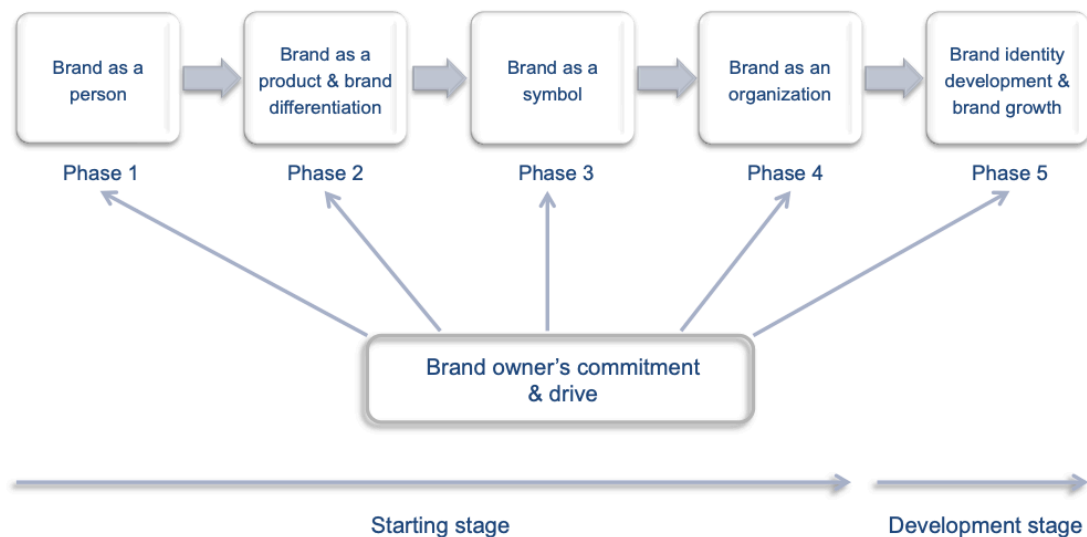 Brand as a
person
Brand as a
product & brand
differentiation
Brand as a
symbol
Brand as an
organization
Brand identity
development &
brand growth
Phase 1
Phase 2
Phase 3
Phase 4
Phase 5
Brand owner’s commitment
& drive
Starting stage
Development stage